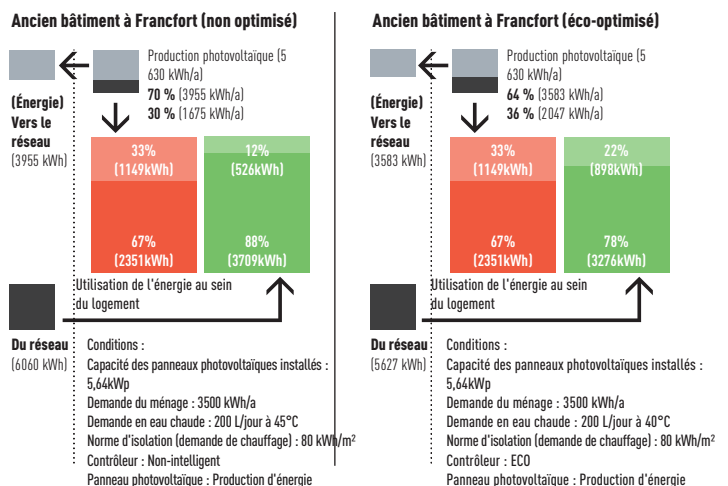 Ancien bâtiment à Francfort (non optimisé)
Production photovoltaïque (5
630 kWh/a)
70 % (3955 kWh/a)
30 % (1675 kWh/a)
(Énergie)
Vers le
réseau
(3955 kWh)
33%
(1149kWh)
12%
(526kWh)
67%
(2351kWh)
88%
(3709kWh)
Utilisation de l'énergie au sein
du logement
Du réseau
(6060 kWh)
Conditions :
Capacité des panneaux photovoltaïques installés :
5,64kWp
Demande du ménage : 3500 kWh/a
Demande en eau chaude : 200 L/jour à 45°C
Norme d'isolation (demande de chauffage) : 80 kWh/m²
Contrôleur : Non-intelligent
Panneau photovoltaïque : Production d'énergie
Ancien bâtiment à Francfort (éco-optimisé)
Production photovoltaïque (5
630 kWh/a)
64 % (3583 kWh/a)
36 % (2047 kWh/a)
(Énergie)
Vers le
réseau
(3583 kWh)
33%
(1149kWh)
22%
(898kWh)
67%
(2351kWh)
78%
(3276kWh)
Utilisation de l'énergie au sein
du logement
Du réseau
(5627 kWh)
Conditions :
Capacité des panneaux photovoltaïques installés :
5,64kWp
Demande du ménage : 3500 kWh/a
Demande en eau chaude : 200 L/jour à 40°C
Norme d'isolation (demande de chauffage) : 80 kWh/m²
Contrôleur : ECO
Panneau photovoltaïque : Production d'énergie